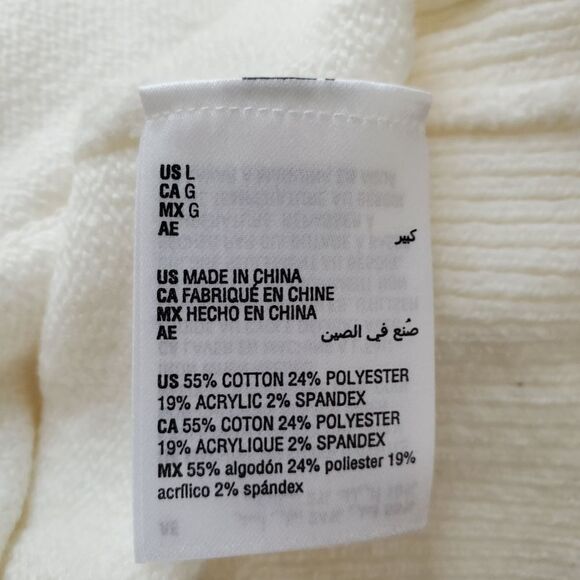 US L
CA G
MX G
AE كبير
US MADE IN CHINA
CA FABRIQUÉ EN CHINE
MX HECHO EN CHINA
AE صُنع في الصين
US 55% COTTON 24% POLYESTER
19% ACRYLIC 2% SPANDEX
CA 55% COTON 24% POLYESTER
19% ACRYLIQUE 2% SPANDEX
MX 55% algodón 24% poliester 19%
acrílico 2% spándex